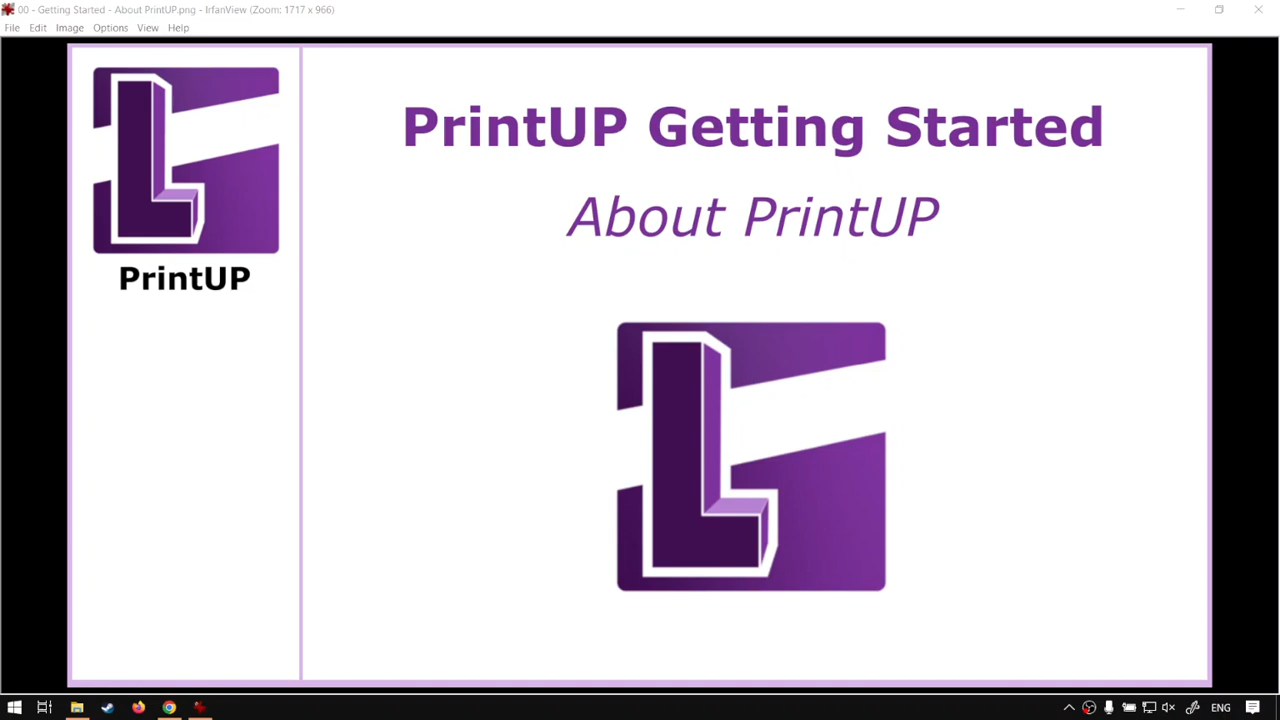 00 - Getting Started - About PrintUP.png - IrfanView (Zoom: 1717 x 966)
File Edit Image Options View Help
PrintUP Getting Started
About PrintUP
L
PrintUP
L
ENG